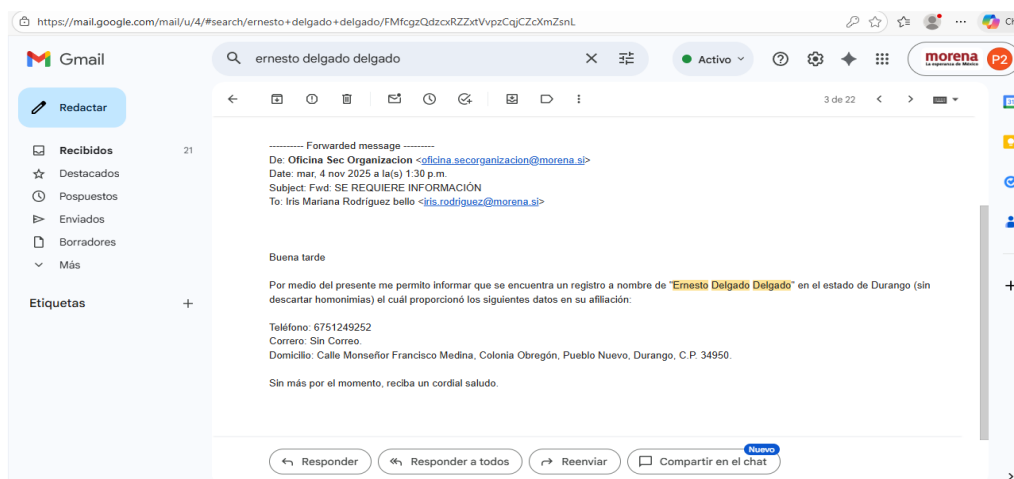 https://mail.google.com/mail/u/4/#search/ernesto+delgado+delgado/FMfcgzQdzcxRZZxtVvpzCqjCZcXmZsnL
Gmail
ernesto delgado delgado
Activo
morena
La esperanza de México
P2
Redactar
3 de 22
Recibidos 21
Destacados
Pospuestos
Enviados
Borradores
Más
Etiquetas
---------- Forwarded message ---------
De: Oficina Sec Organizacion <oficina.secorganizacion@morena.si>
Date: mar, 4 nov 2025 a la(s) 1:30 p.m.
Subject: Fwd: SE REQUIERE INFORMACIÓN
To: Iris Mariana Rodríguez bello <iris.rodriguez@morena.si>
Buena tarde
Por medio del presente me permito informar que se encuentra un registro a nombre de "Ernesto Delgado Delgado" en el estado de Durango (sin
descartar homonimias) el cuál proporcionó los siguientes datos en su afiliación:
Teléfono: 6751249252
Correro: Sin Correo.
Domicilio: Calle Monseñor Francisco Medina, Colonia Obregón, Pueblo Nuevo, Durango, C.P. 34950.
Sin más por el momento, reciba un cordial saludo.
Nuevo
Responder
Responder a todos
Reenviar
Compartir en el chat